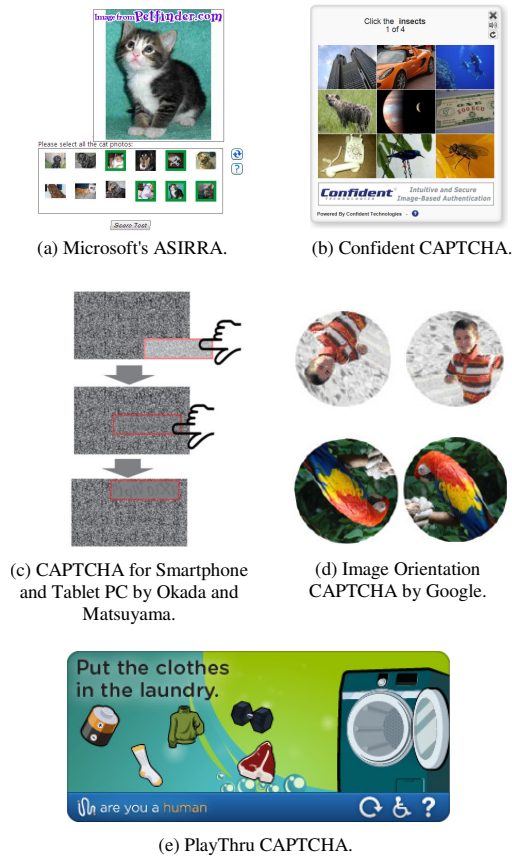 Image from Petfinder.com
Please select all the cat photos:
Score Test
(a) Microsoft's ASIRRA.
Click the insects
1 of 4
Confident
TECHNOLOGIES
Intuitive and Secure
Image-Based Authentication
Powered By Confident Technologies - ?
(b) Confident CAPTCHA.
(c) CAPTCHA for Smartphone
and Tablet PC by Okada and
Matsuyama.
(d) Image Orientation
CAPTCHA by Google.
Put the clothes
in the laundry.
are you a human
?
(e) PlayThru CAPTCHA.